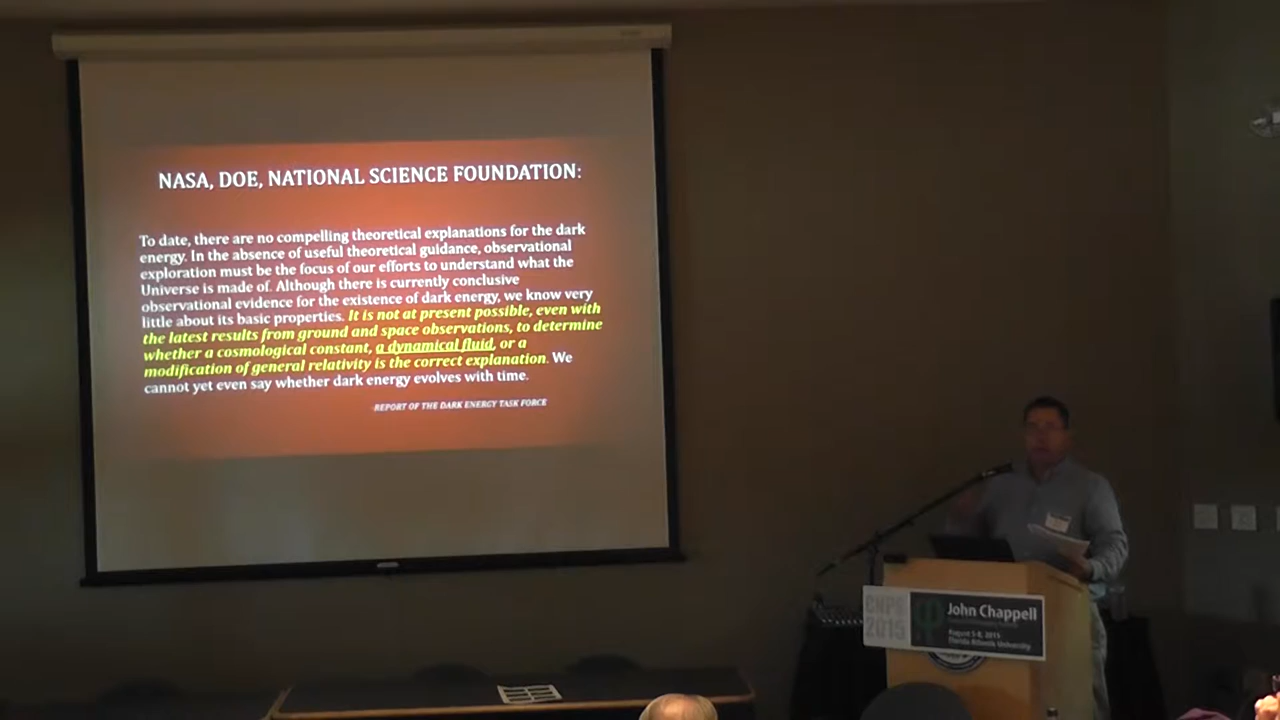 NASA, DOE, NATIONAL SCIENCE FOUNDATION:
To date, there are no compelling theoretical explanations for the dark
energy. In the absence of useful theoretical guidance, observational
exploration must be the focus of our efforts to understand what the
Universe is made of. Although there is currently conclusive
observational evidence for the existence of dark energy, we know very
little about its basic properties. It is not at present possible, even with
the latest results from ground and space observations, to determine
whether a cosmological constant, a dynamical fluid, or a
modification of general relativity is the correct explanation. We
cannot yet even say whether dark energy evolves with time.
-REPORT OF THE DARK ENERGY TASK FORCE
CNPS
2015
John Chappell
August 5-8, 2015
Florida Atlantic University